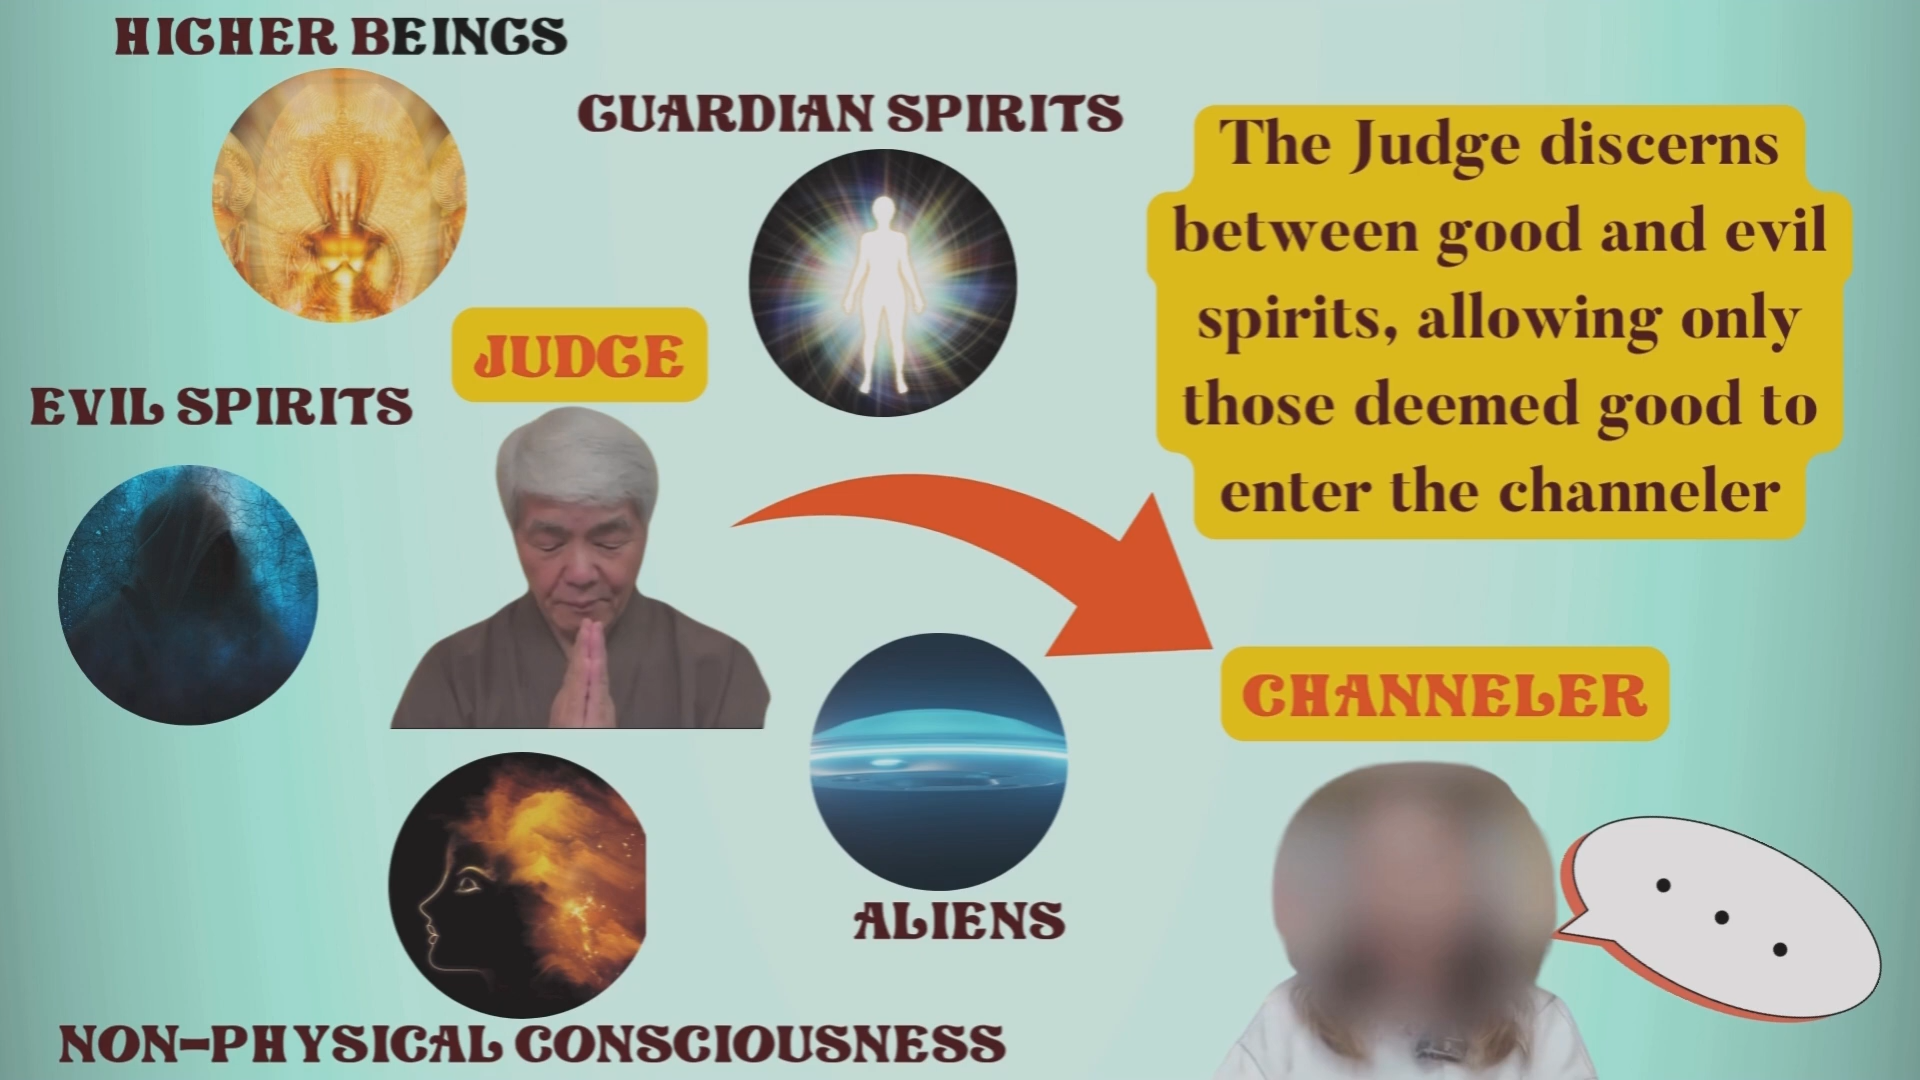 HIGHER BEINGS
GUARDIAN SPIRITS
The Judge discerns
between good and evil
spirits, allowing only
those deemed good to
enter the channeler
JUDGE
EVIL SPIRITS
CHANNELER
ALIENS
NON-PHYSICAL CONSCIOUSNESS